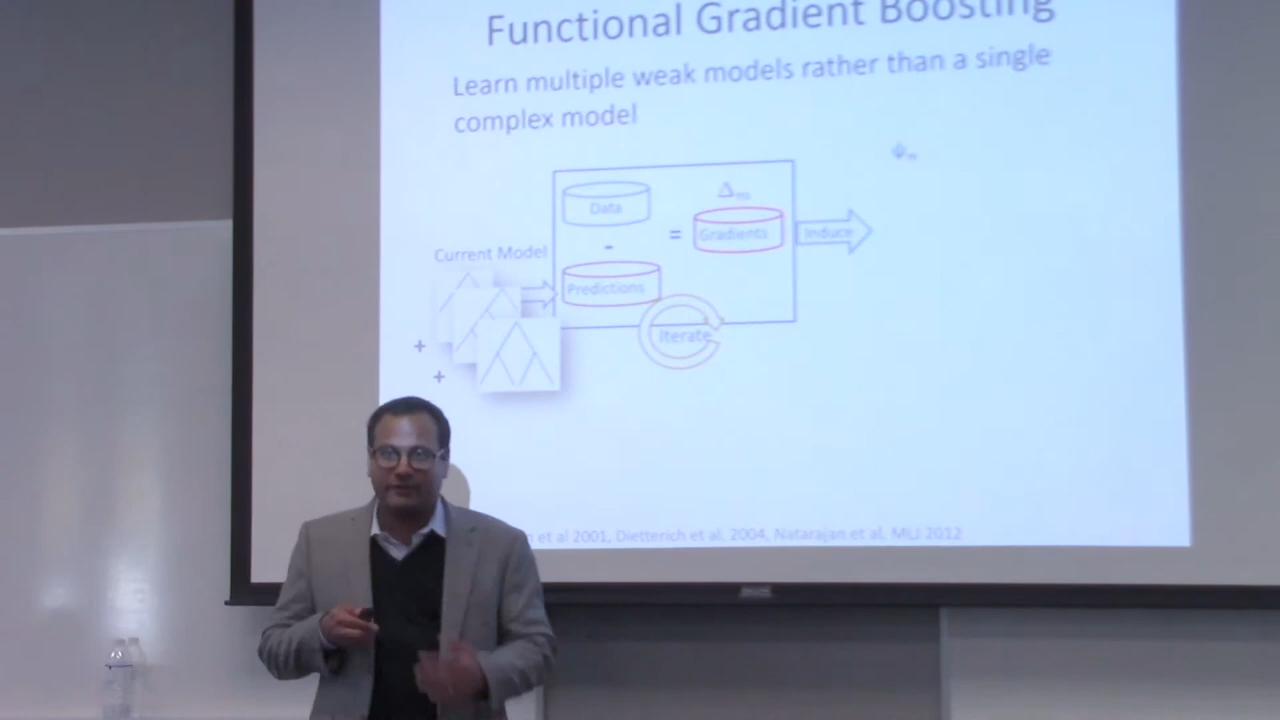 Functional Gradient Boosting
Learn multiple weak models rather than a single
complex model
Data
-
=
Δm
Gradients
Induce
ψ
Current Model
Predictions
Iterate
+
+
et al 2001, Dietterich et al. 2004, Natarajan et al, MLJ 2012